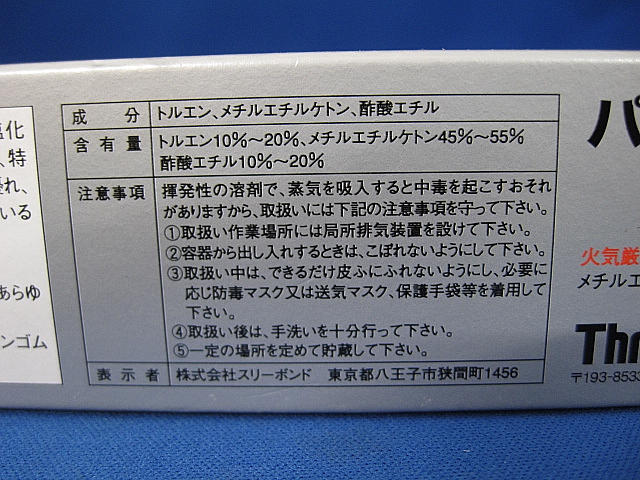 化
、特
れ、
いる
あらゆ
ンゴム
成分 トルエン、メチルエチルケトン、酢酸エチル
含有量 トルエン10%〜20%、メチルエチルケトン45%〜55%
酢酸エチル10%〜20%
注意事項 揮発性の溶剤で、蒸気を吸入すると中毒を起こすおそれ
がありますから、取扱いには下記の注意事項を守って下さい。
①取扱い作業場所には局所排気装置を設けて下さい。
②容器から出し入れするときは、こぼれないようにして下さい。
③取扱い中は、できるだけ皮ふにふれないようにし、必要に
応じ防毒マスク又は送気マスク、保護手袋等を着用して
下さい。
④取扱い後は、手洗いを十分行って下さい。
⑤一定の場所を定めて貯蔵して下さい。
表示者 株式会社スリーボンド 東京都八王子市狭間町1456
パ
火気厳
メチルエ
Thr
〒193-8533